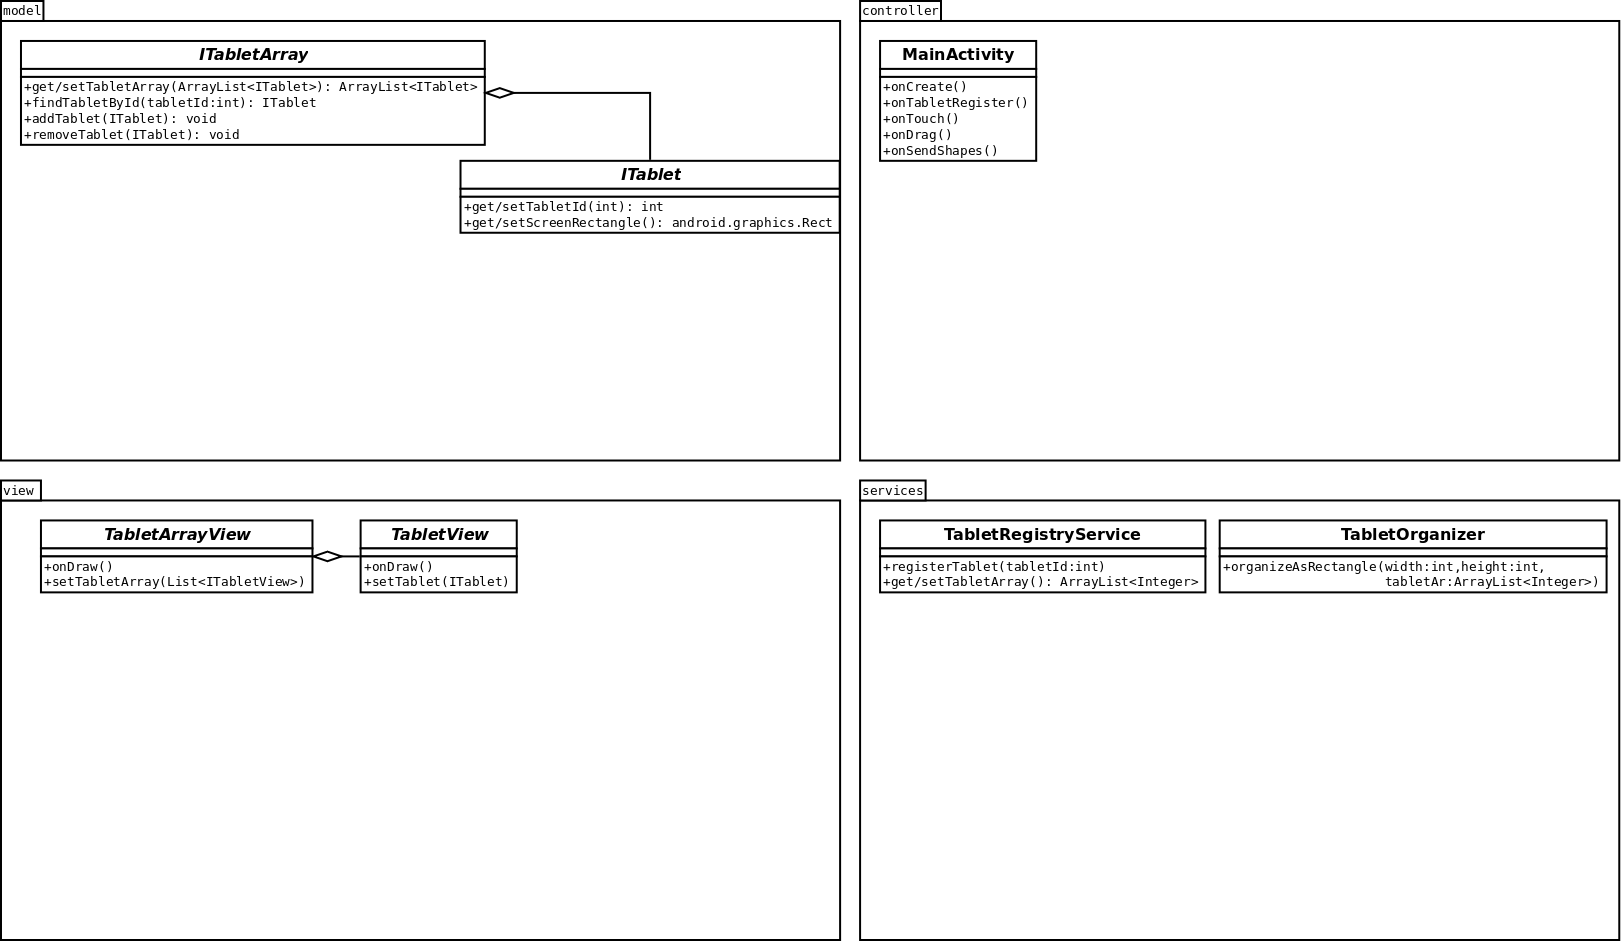 model
ITabletArray
+get/setTabletArray(ArrayList<ITablet>): ArrayList<ITablet>
+findTabletById(tabletId:int): ITablet
+addTablet(ITablet): void
+removeTablet(ITablet): void
ITablet
+get/setTabletId(int): int
+get/setScreenRectangle(): android.graphics.Rect
controller
MainActivity
+onCreate()
+onTabletRegister()
+onTouch()
+onDrag()
+onSendShapes()
view
TabletArrayView
+onDraw()
+setTabletArray(List<ITabletView>)
TabletView
+onDraw()
+setTablet(ITablet)
services
TabletRegistryService
+registerTablet(tabletId:int)
+get/setTabletArray(): ArrayList<Integer>
TabletOrganizer
+organizeAsRectangle(width:int,height:int,
tabletAr:ArrayList<Integer>)